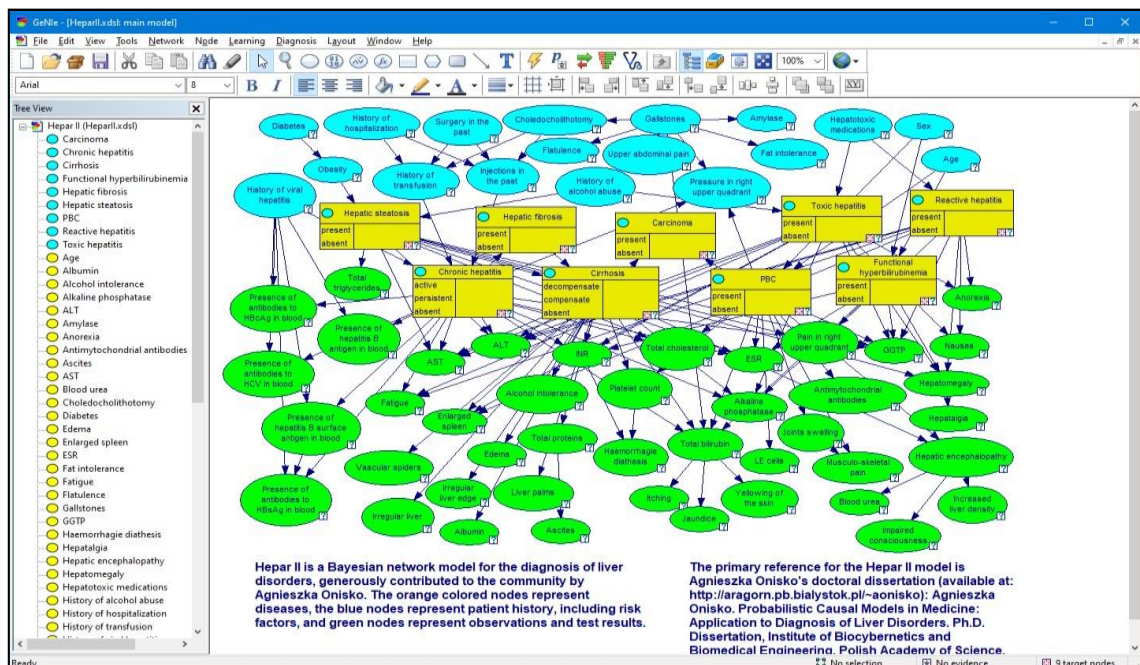 GeNIe - [HeparII.xdsl: main model]
File Edit View Tools Network Node Learning Diagnosis Layout Window Help
100%
Arial 8
Tree View
Hepar II (HeparII.xdsl)
Carcinoma
Chronic hepatitis
Cirrhosis
Functional hyperbilirubinemia
Hepatic fibrosis
Hepatic steatosis
PBC
Reactive hepatitis
Toxic hepatitis
Age
Albumin
Alcohol intolerance
Alkaline phosphatase
ALT
Amylase
Anorexia
Antimytochondrial antibodies
Ascites
AST
Blood urea
Choledocholithotomy
Diabetes
Edema
Enlarged spleen
ESR
Fat intolerance
Fatigue
Flatulence
Gallstones
GGTP
Haemorrhagie diathesis
Hepatalgia
Hepatic encephalopathy
Hepatomegaly
Hepatotoxic medications
History of alcohol abuse
History of hospitalization
History of transfusion
Diabetes
History of
hospitalization
Surgery in the
past
Choledocholithotomy
Gallstones
Amylase
Hepatotoxic
medications
Sex
Flatulence
Upper abdominal pain
Fat intolerance
Age
Obesity
History of
transfusion
Injections in
the past
History of
alcohol abuse
Pressure in right
upper quadrant
History of viral
hepatitis
Hepatic steatosis
present
absent
Hepatic fibrosis
present
absent
Carcinoma
present
absent
Toxic hepatitis
present
absent
Reactive hepatitis
present
absent
Chronic hepatitis
active
persistent
absent
Cirrhosis
decompensate
compensate
absent
PBC
present
absent
Functional
hyperbilirubinemia
present
absent
Total
triglycerides
Presence of
antibodies to
HBcAg in blood
Presence of
hepatitis B
antigen in blood
Anorexia
AST
ALT
INR
Total cholesterol
ESR
Pain in right
upper quadrant
GGTP
Nausea
Presence of
antibodies to
HCV in blood
Fatigue
Enlarged
spleen
Alcohol intolerance
Platelet count
Alkaline
phosphatase
Antimytochondrial
antibodies
Hepatomegaly
Hepatalgia
Presence of
hepatitis B surface
antigen in blood
Edema
Total proteins
Haemorrhagie
diathesis
Total bilirubin
Joints swelling
LE cells
Musculo-skeletal
pain
Hepatic encephalopathy
Vascular spiders
Presence of
antibodies to
HBsAg in blood
Irregular
liver edge
Liver palms
Itching
Yellowing of
the skin
Blood urea
Increased
liver density
Irregular liver
Albumin
Ascites
Jaundice
Impaired
consciousness
Hepar II is a Bayesian network model for the diagnosis of liver
disorders, generously contributed to the community by
Agnieszka Onisko. The orange colored nodes represent
diseases, the blue nodes represent patient history, including risk
factors, and green nodes represent observations and test results.
The primary reference for the Hepar II model is
Agnieszka Onisko's doctoral dissertation (available at:
http://aragorn.pb.bialystok.pl/~aonisko): Agnieszka
Onisko. Probabilistic Causal Models in Medicine:
Application to Diagnosis of Liver Disorders. Ph.D.
Dissertation, Institute of Biocybernetics and
Biomedical Engineering, Polish Academy of Science,
Ready
No selection
No evidence
9 target nodes